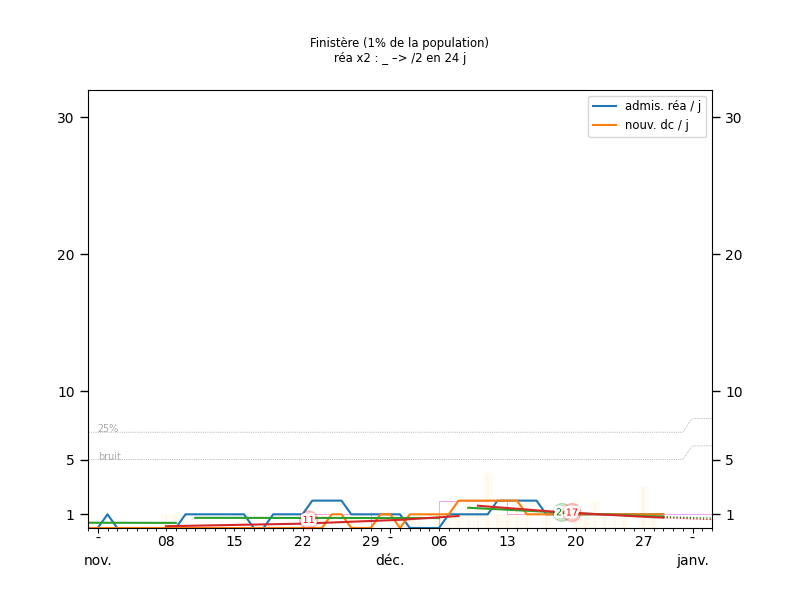 Finistère (1% de la population)
réa x2 : _ –> /2 en 24 j
admis. réa / j
nouv. dc / j
30 30
20 20
10 10
25%
bruit
5 5
1 1
11
17
- 08 15 22 29 - 06 13 20 27 -
nov. déc. janv.